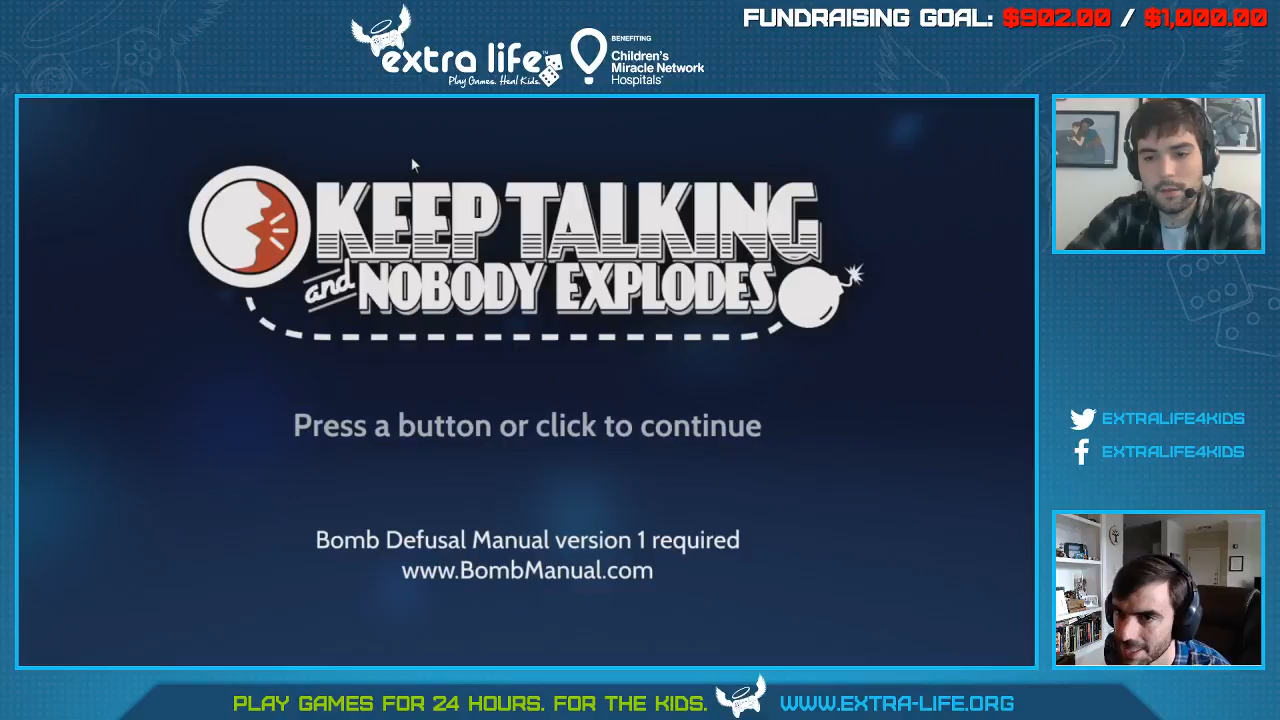 FUNDRAISING GOAL: $902.00 / $1,000.00
extra life
Play Games. Heal Kids.
BENEFITING
Children's
Miracle Network
Hospitals
KEEP TALKING
and NOBODY EXPLODES
Press a button or click to continue
Bomb Defusal Manual version 1 required
www.BombManual.com
EXTRALIFE4KIDS
EXTRALIFE4KIDS
PLAY GAMES FOR 24 HOURS. FOR THE KIDS.
WWW.EXTRA-LIFE.ORG